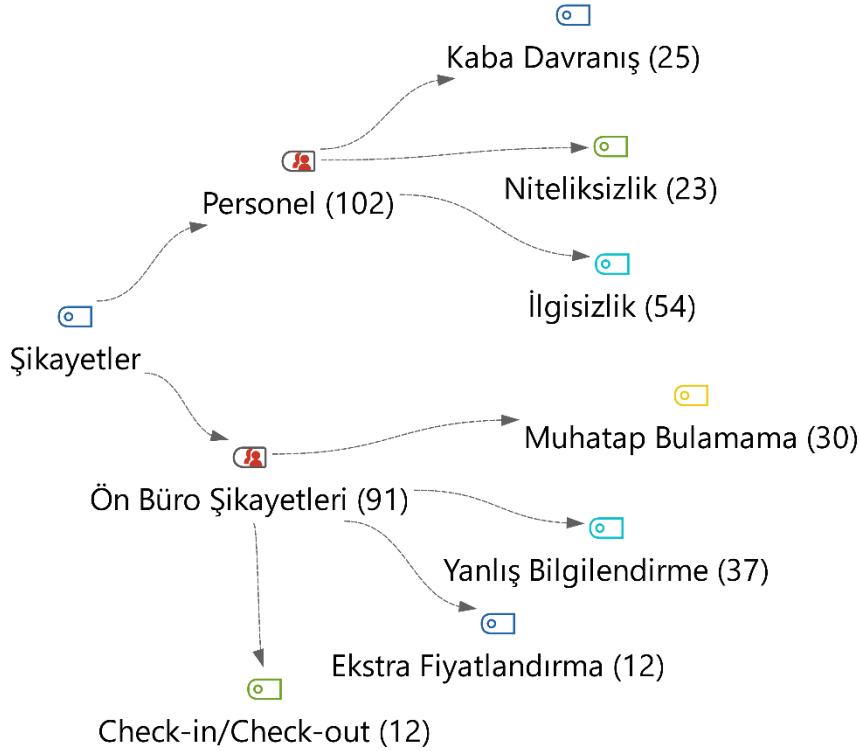 Kaba Davranış (25)
Niteliksizlik (23)
Personel (102)
İlgisizlik (54)
Şikayetler
Muhatap Bulamama (30)
Ön Büro Şikayetleri (91)
Yanlış Bilgilendirme (37)
Ekstra Fiyatlandırma (12)
Check-in/Check-out (12)